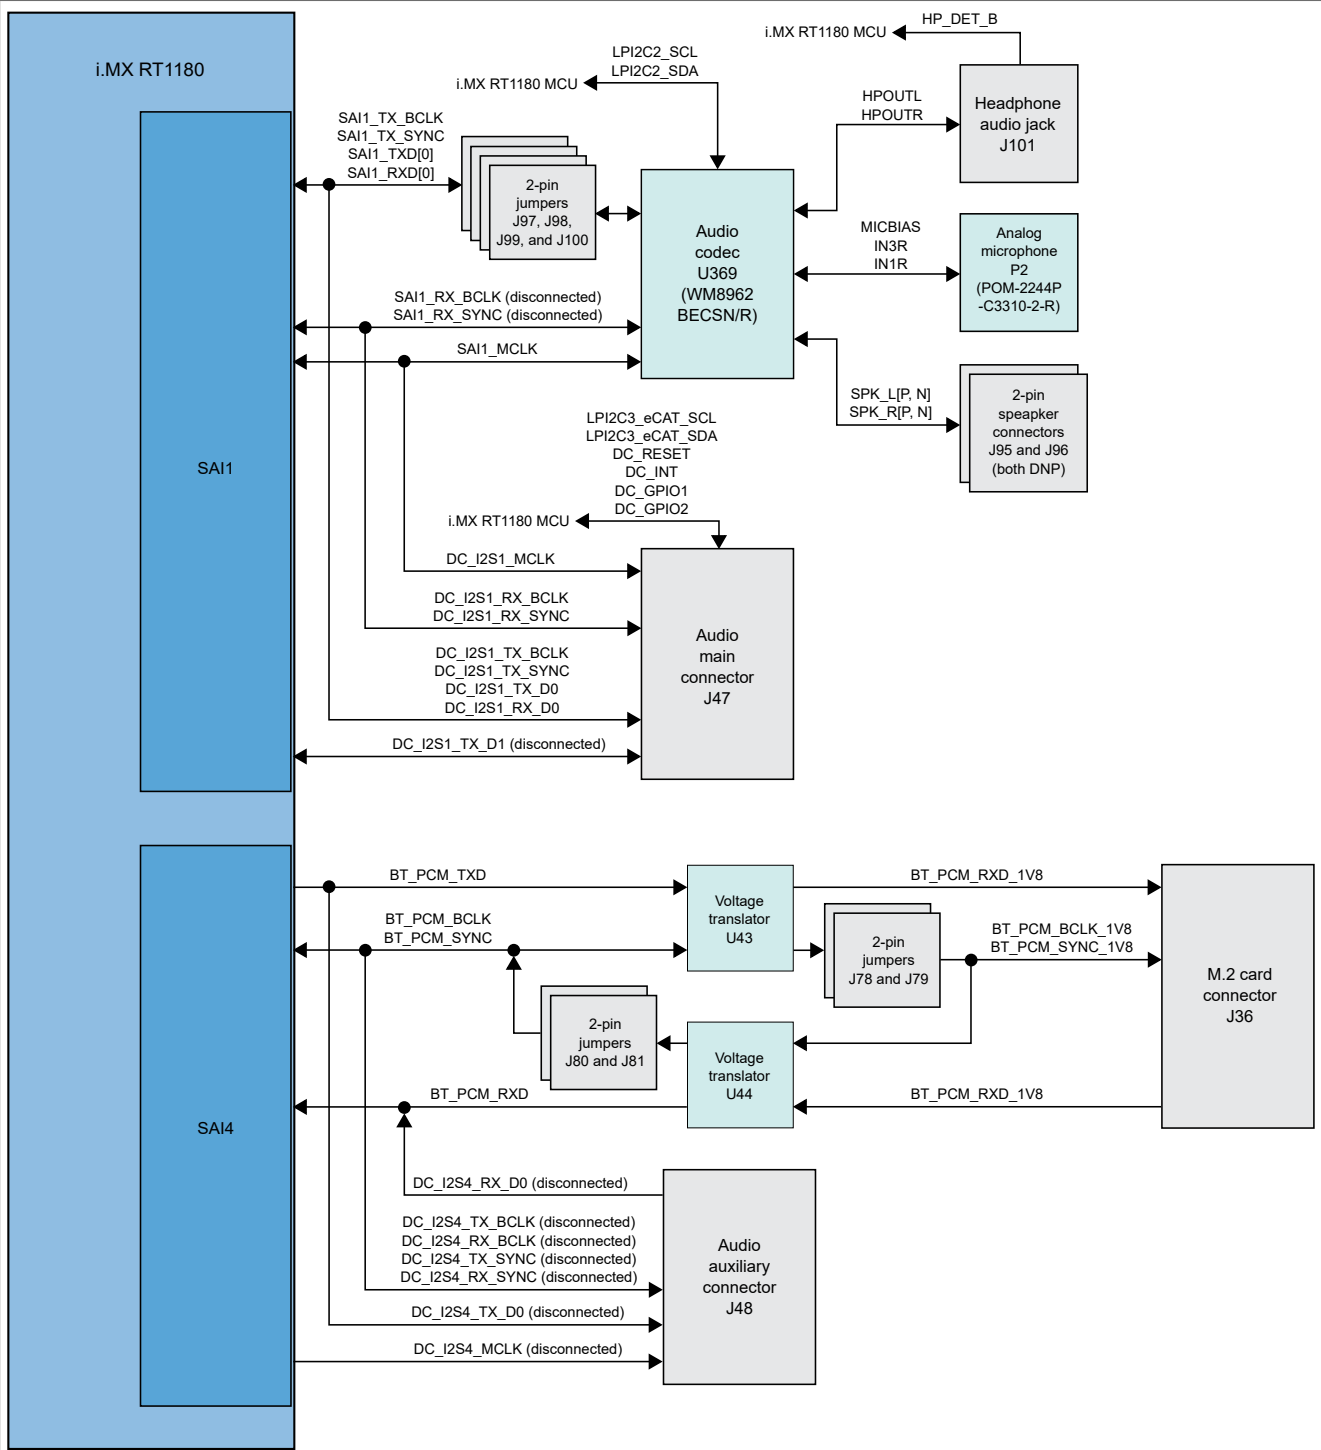 i.MX RT1180
SAI1
SAI4
HP_DET_B
i.MX RT1180 MCU
LPI2C2_SCL
LPI2C2_SDA
i.MX RT1180 MCU
HPOUTL
HPOUTR
Headphone
audio jack
J101
SAI1_TX_BCLK
SAI1_TX_SYNC
SAI1_TXD[0]
SAI1_RXD[0]
2-pin
jumpers
J97, J98,
J99, and J100
Audio
codec
U369
(WM8962
BECSN/R)
MICBIAS
IN3R
IN1R
Analog
microphone
P2
(POM-2244P
-C3310-2-R)
SAI1_RX_BCLK (disconnected)
SAI1_RX_SYNC (disconnected)
SAI1_MCLK
SPK_L[P, N]
SPK_R[P, N]
2-pin
speapker
connectors
J95 and J96
(both DNP)
LPI2C3_eCAT_SCL
LPI2C3_eCAT_SDA
DC_RESET
DC_INT
DC_GPIO1
DC_GPIO2
i.MX RT1180 MCU
DC_I2S1_MCLK
DC_I2S1_RX_BCLK
DC_I2S1_RX_SYNC
DC_I2S1_TX_BCLK
DC_I2S1_TX_SYNC
DC_I2S1_TX_D0
DC_I2S1_RX_D0
DC_I2S1_TX_D1 (disconnected)
Audio
main
connector
J47
BT_PCM_TXD
BT_PCM_BCLK
BT_PCM_SYNC
Voltage
translator
U43
BT_PCM_RXD_1V8
2-pin
jumpers
J78 and J79
BT_PCM_BCLK_1V8
BT_PCM_SYNC_1V8
M.2 card
connector
J36
2-pin
jumpers
J80 and J81
Voltage
translator
U44
BT_PCM_RXD
BT_PCM_RXD_1V8
DC_I2S4_RX_D0 (disconnected)
DC_I2S4_TX_BCLK (disconnected)
DC_I2S4_RX_BCLK (disconnected)
DC_I2S4_TX_SYNC (disconnected)
DC_I2S4_RX_SYNC (disconnected)
DC_I2S4_TX_D0 (disconnected)
DC_I2S4_MCLK (disconnected)
Audio
auxiliary
connector
J48